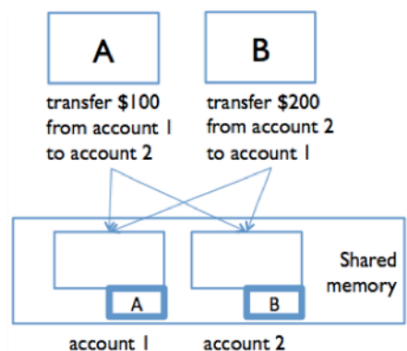 A
B
transfer $100
from account 1
to account 2
transfer $200
from account 2
to account 1
Shared
memory
A
B
account 1
account 2